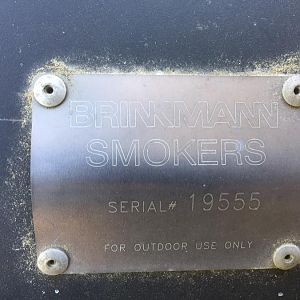 BRINKMANN
SMOKERS
SERIAL# 19555
FOR OUTDOOR USE ONLY